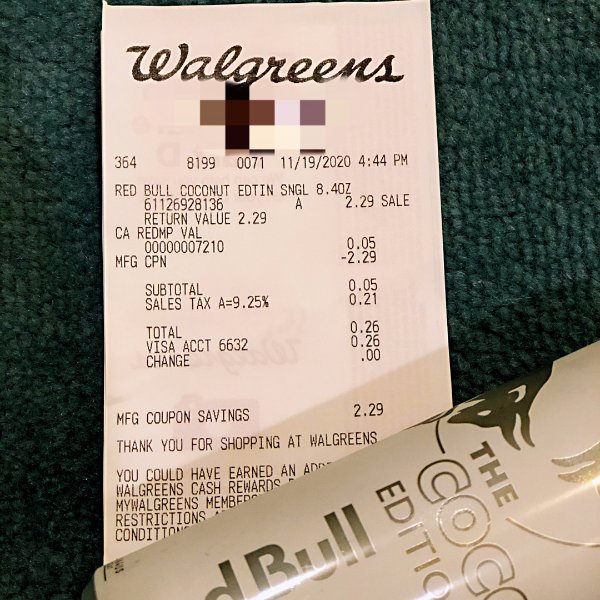 Walgreens
364 8199 0071 11/19/2020 4:44 PM
RED BULL COCONUT EDTIN SNGL 8.4OZ
61126928136 A 2.29 SALE
RETURN VALUE 2.29
CA REDMP VAL
00000007210 0.05
MFG CPN -2.29
SUBTOTAL 0.05
SALES TAX A=9.25% 0.21
TOTAL 0.26
VISA ACCT 6632 0.26
CHANGE .00
MFG COUPON SAVINGS 2.29
THANK YOU FOR SHOPPING AT WALGREENS
YOU COULD HAVE EARNED AN
WALGREENS CASH REWARDS
MYWALGREENS
RESTRICTIONS
dBull
THE
COCO
EDITIO